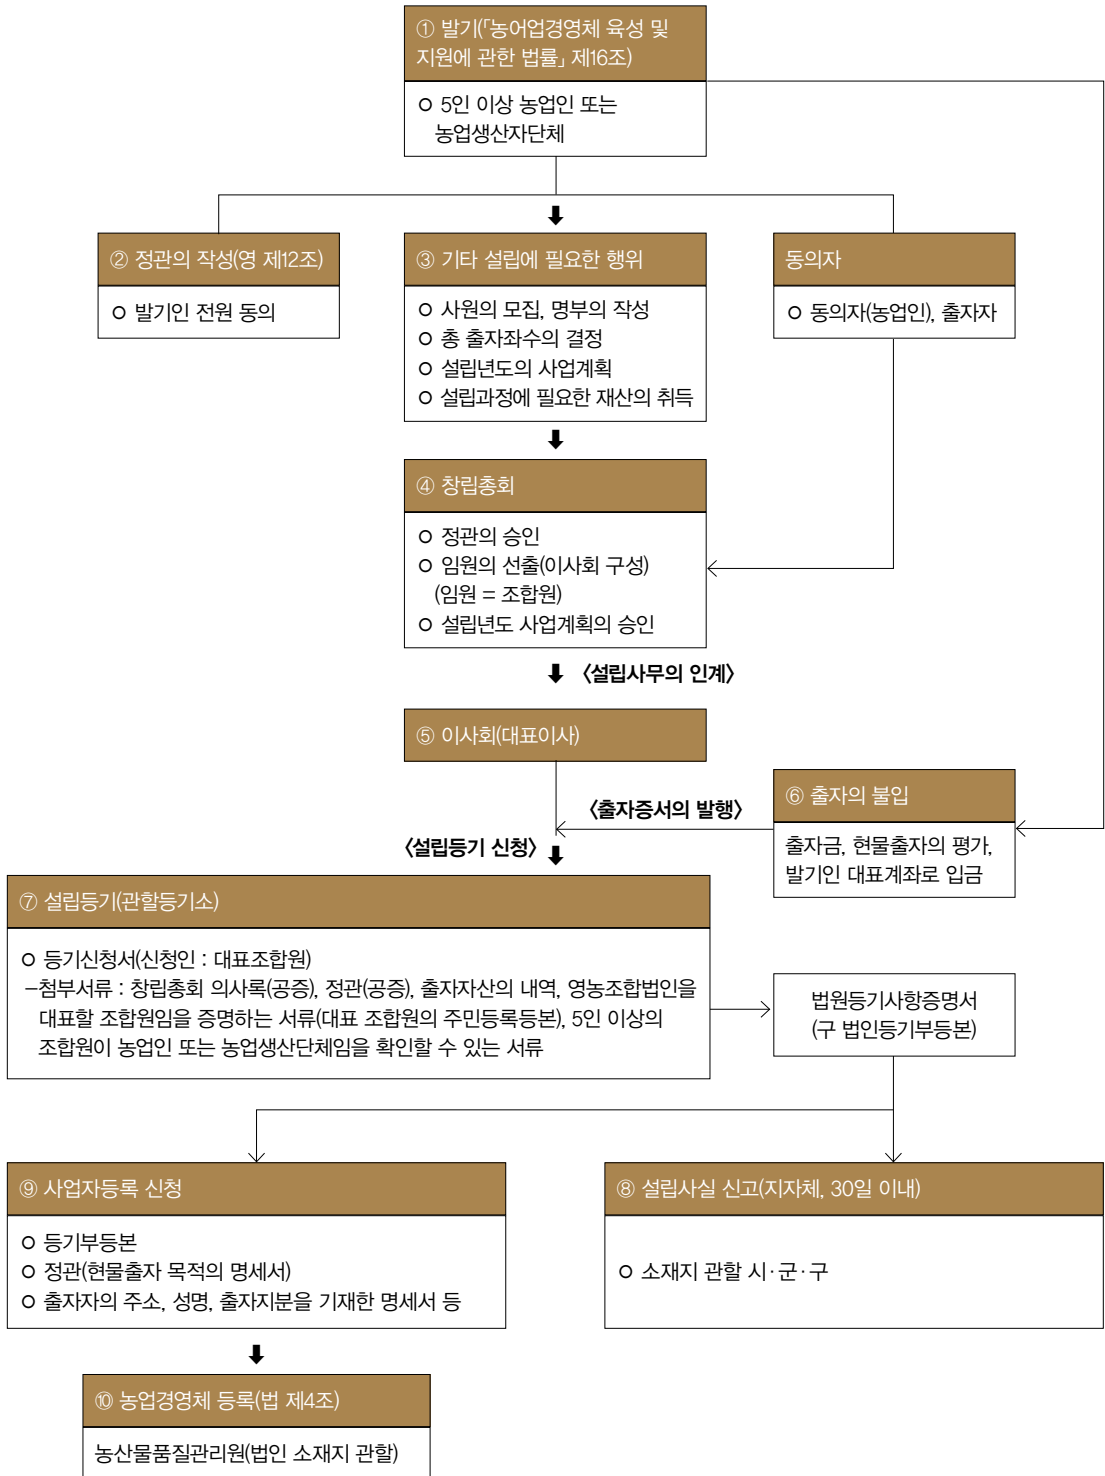 ① 발기(「농어업경영체 육성 및
지원에 관한 법률」 제16조)
5인 이상 농업인 또는
농업생산자단체
② 정관의 작성(영 제12조)
발기인 전원 동의
③ 기타 설립에 필요한 행위
사원의 모집, 명부의 작성
총 출자좌수의 결정
설립년도의 사업계획
설립과정에 필요한 재산의 취득
동의자
동의자(농업인), 출자자
④ 창립총회
정관의 승인
임원의 선출(이사회 구성)
(임원 = 조합원)
설립년도 사업계획의 승인
〈설립사무의 인계〉
⑤ 이사회(대표이사)
⑥ 출자의 불입
출자금, 현물출자의 평가,
발기인 대표계좌로 입금
〈출자증서의 발행〉
〈설립등기 신청〉
⑦ 설립등기(관할등기소)
등기신청서(신청인 : 대표조합원)
–첨부서류 : 창립총회 의사록(공증), 정관(공증), 출자자산의 내역, 영농조합법인을
대표할 조합원임을 증명하는 서류(대표 조합원의 주민등록등본), 5인 이상의
조합원이 농업인 또는 농업생산단체임을 확인할 수 있는 서류
법원등기사항증명서
(구 법인등기부등본)
⑨ 사업자등록 신청
등기부등본
정관(현물출자 목적의 명세서)
출자자의 주소, 성명, 출자지분을 기재한 명세서 등
⑧ 설립사실 신고(지자체, 30일 이내)
소재지 관할 시·군·구
⑩ 농업경영체 등록(법 제4조)
농산물품질관리원(법인 소재지 관할)